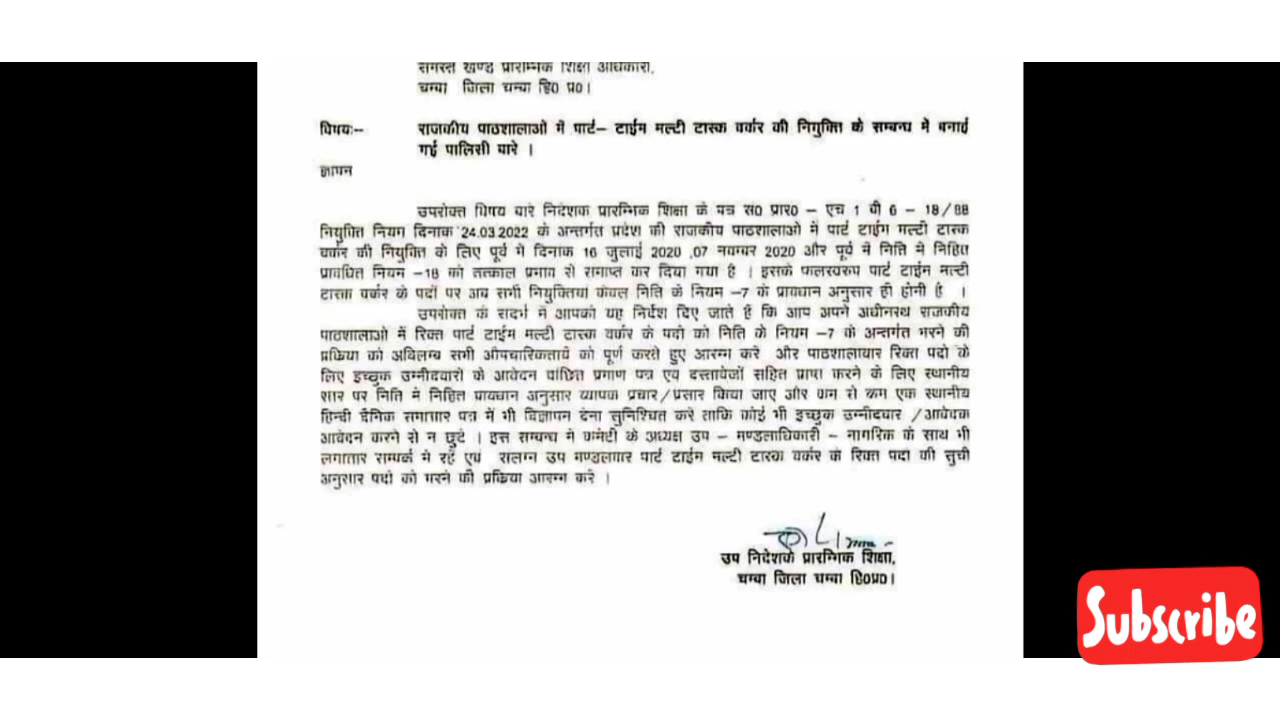 समस्त खण्ड प्रारम्भिक शिक्षा अधिकारी,
चम्बा जिला चम्बा हि0 प्र0।
विषयः–
राजकीय पाठशालाओं में पार्ट– टाईम मल्टी टास्क वर्कर की नियुक्ति के सम्बन्ध में बनाई
गई पालिसी बारे ।
ज्ञापन
उपरोक्त विषय बारे निदेशक प्रारम्भिक शिक्षा के पत्र स0 प्रार0 – एच 1 बी 6 – 18/88
नियुक्ति नियम दिनाक 24.03.2022 के अन्तर्गत प्रदेश की राजकीय पाठशालाओ में पार्ट टाईम मल्टी टास्क
वर्कर की नियुक्ति के लिए पूर्व मे दिनाक 16 जुलाई 2020 ,07 नवम्बर 2020 और पूर्व में निति मे निहित
प्रावधित नियम –18 को तत्काल प्रभाव से समाप्त कर दिया गया है । इसके फलस्वरुप पार्ट टाईम मल्टी
टास्क वर्कर के पदों पर अब सभी नियुक्तियां केवल निति के नियम –7 के प्रावधान अनुसार ही होनी है ।
उपरोक्त के सदर्भ मे आपको यह निर्देश दिए जाते है कि आप अपने अधीनस्थ राजकीय
पाठशालाओ में रिक्त पार्ट टाईम मल्टी टास्क वर्कर के पदो को निति के नियम –7 के अन्तर्गत भरने की
प्रक्रिया को अविलम्ब सभी औपचारिकताये को पूर्ण करते हुए आरम्भ करे और पाठशालावार रिक्त पदो के
लिए इच्छुक उम्मीदवारों के आवेदन वांछित प्रमाण पत्र एवं दस्तावेजों सहित प्राप्त करने के लिए स्थानीय
स्तर पर निति मे निहित प्रावधान अनुसार व्यापक प्रचार/प्रसार किया जाए और कम से कम एक स्थानीय
हिन्दी दैनिक समाचार पत्र में भी विज्ञापन देना सुनिश्चित करे ताकि कोई भी इच्छुक उम्मीदवार /आवेदक
आवेदन करने से न छुटे । इस सम्बन्ध मे कमेटी के अध्यक्ष उप – मण्डलाधिकारी – नागरिक के साथ भी
लगातार सम्पर्क मे रहें एवं सलग्न उप मण्डलवार पार्ट टाईम मल्टी टास्क वर्कर के रिक्त पदा की सुची
अनुसार पदो को भरने की प्रक्रिया आरम्भ करे ।
उप निदेशक प्रारम्भिक शिक्षा,
चम्बा जिला चम्बा हि0प्र0।
Subscribe